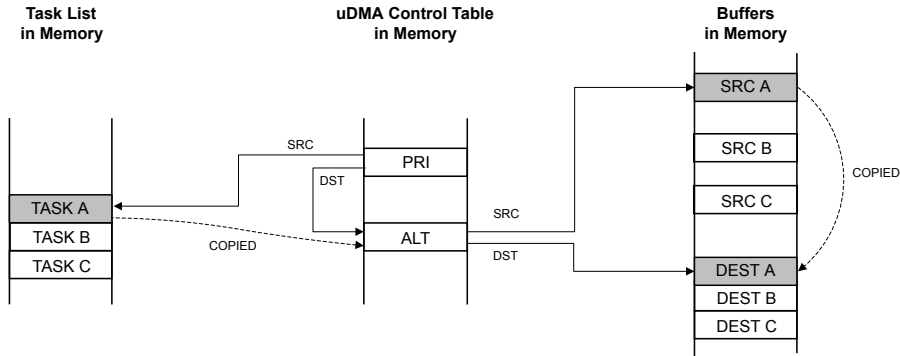 Task List
in Memory
uDMA Control Table
in Memory
Buffers
in Memory
SRC A
SRC
PRI
SRC B
DST
COPIED
TASK A
SRC C
SRC
TASK B
COPIED
ALT
DST
TASK C
DEST A
DEST B
DEST C